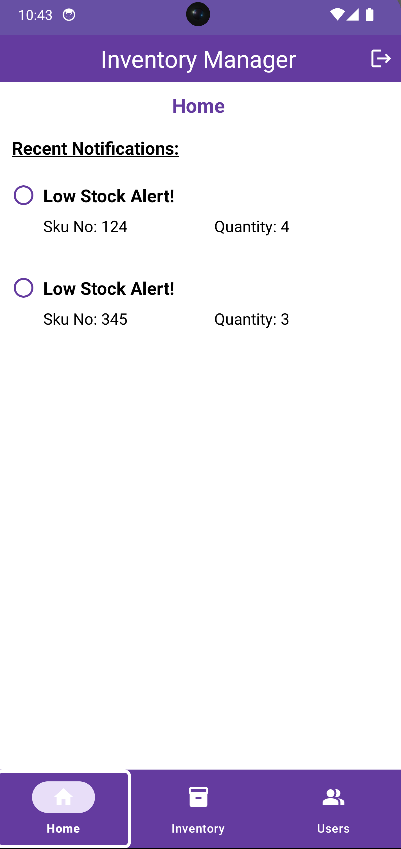 10:43
Inventory Manager
Home
Recent Notifications:
Low Stock Alert!
Sku No: 124 Quantity: 4
Low Stock Alert!
Sku No: 345 Quantity: 3
Home Inventory Users